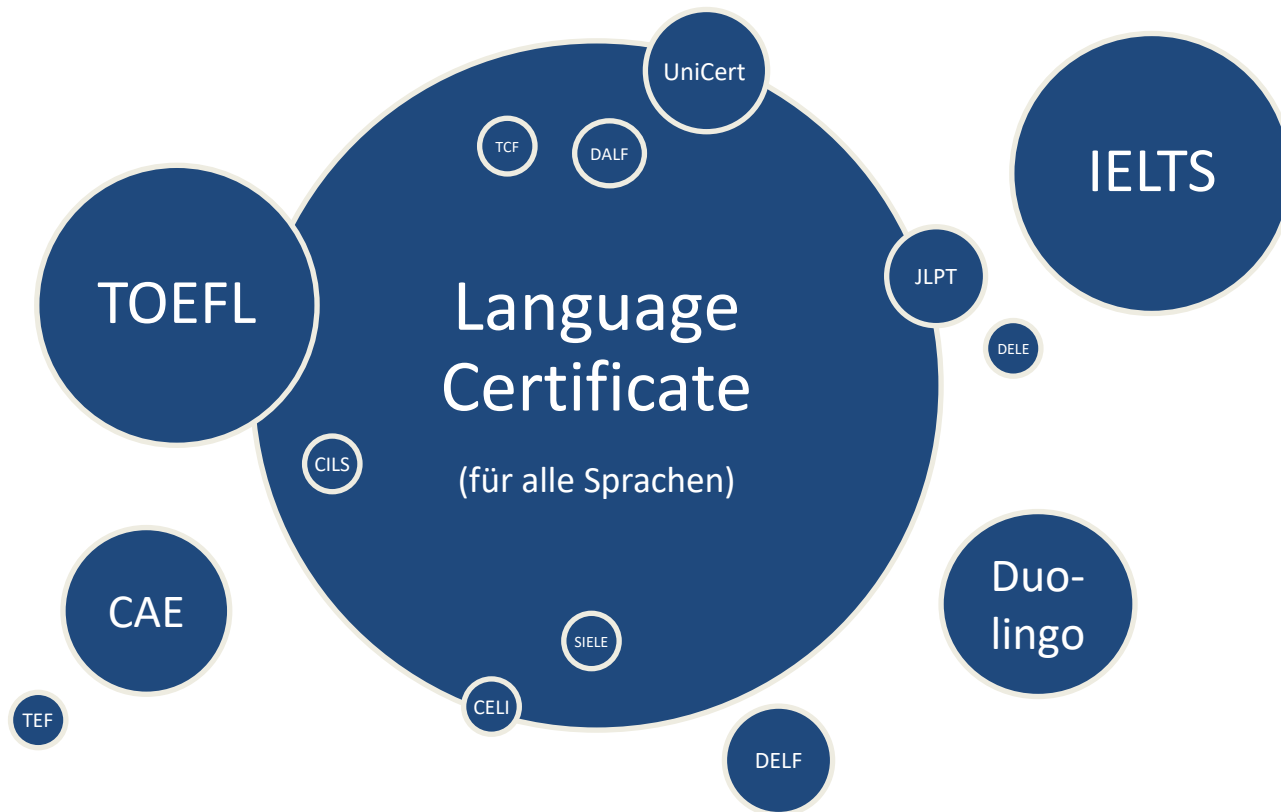 UniCert
TCF
DALF
IELTS
TOEFL
JLPT
Language
Certificate
(für alle Sprachen)
DELE
CILS
CAE
Duo-
lingo
SIELE
CELI
TEF
DELF